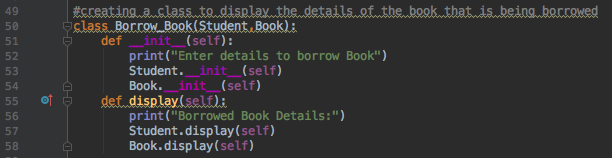 49 #creating a class to display the details of the book that is being borrowed
50 class Borrow_Book(Student,Book):
51     def __init__(self):
52         print("Enter details to borrow Book")
53         Student.__init__(self)
54         Book.__init__(self)
55     def display(self):
56         print("Borrowed Book Details:")
57         Student.display(self)
58         Book.display(self)